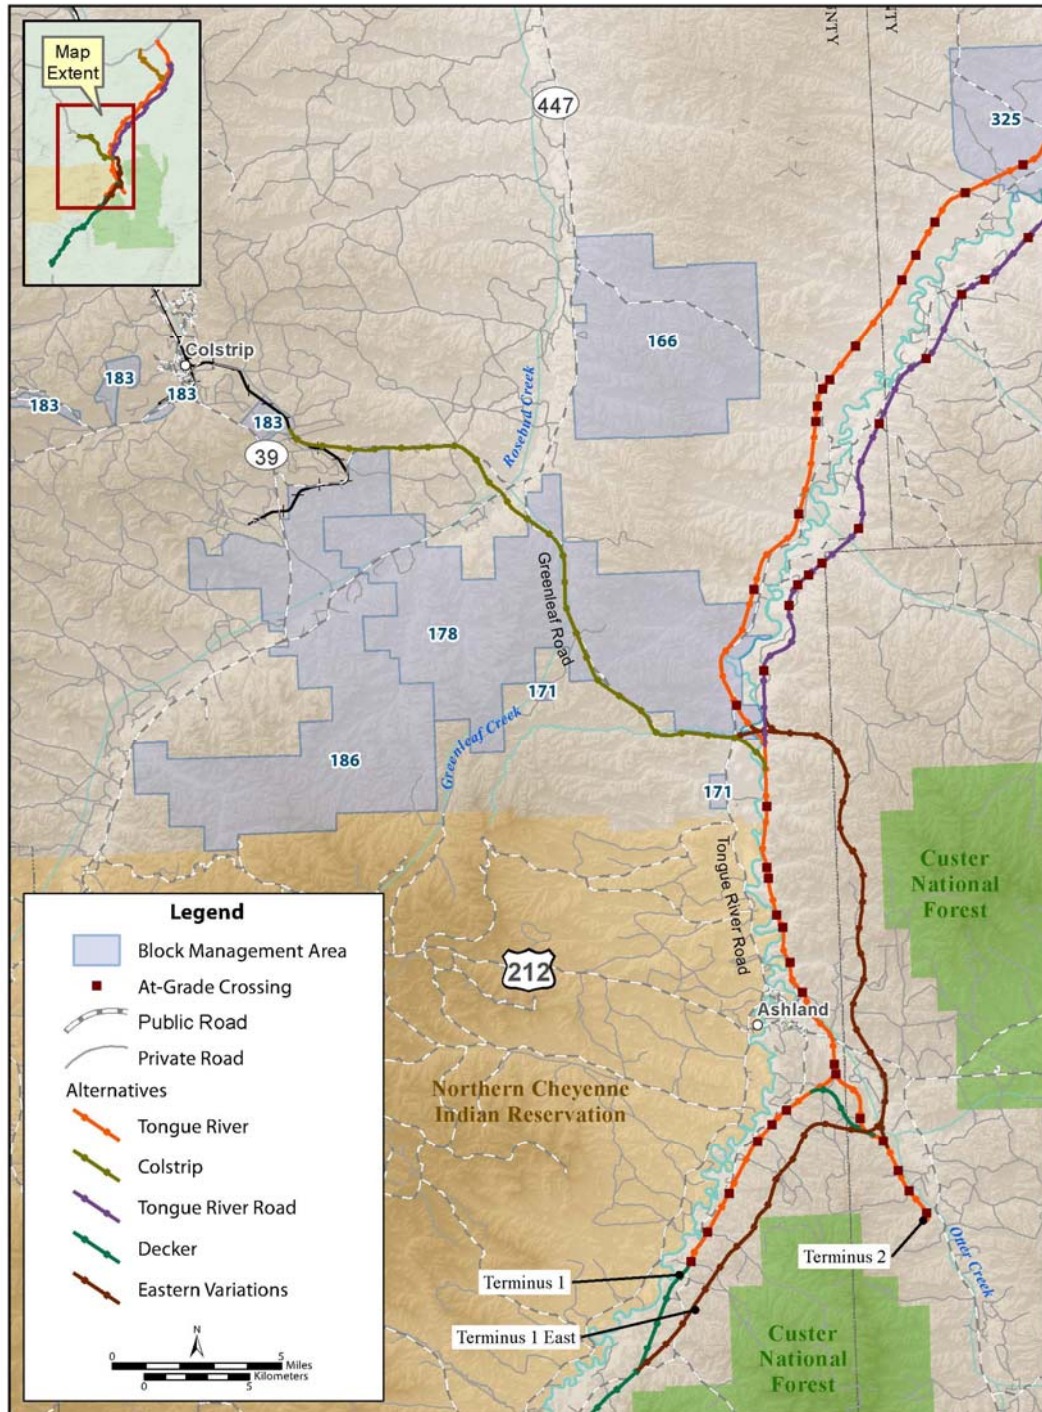 Map
Extent
447
COUNTY
NTY
325
166
Colstrip
183
183
183
183
39
Rosebud Creek
Greenleaf Road
178
171
Greenleaf Creek
186
171
Tongue River Road
Custer
National
Forest
212
Ashland
Northern Cheyenne
Indian Reservation
Terminus 1
Terminus 1 East
Terminus 2
Otter Creek
Custer
National
Forest
Legend
Block Management Area
At-Grade Crossing
Public Road
Private Road
Alternatives
Tongue River
Colstrip
Tongue River Road
Decker
Eastern Variations
N
0 5
Miles
Kilometers
0 5